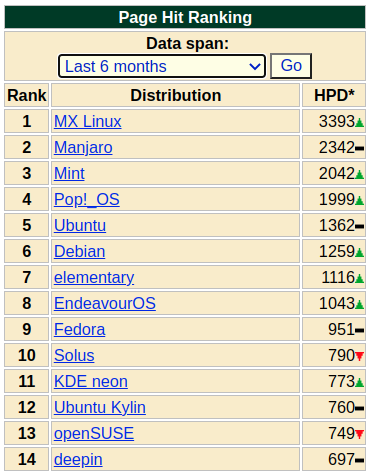 Page Hit Ranking
Data span:
Last 6 months Go
Rank Distribution HPD*
1 MX Linux 3393
2 Manjaro 2342
3 Mint 2042
4 Pop!_OS 1999
5 Ubuntu 1362
6 Debian 1259
7 elementary 1116
8 EndeavourOS 1043
9 Fedora 951
10 Solus 790
11 KDE neon 773
12 Ubuntu Kylin 760
13 openSUSE 749
14 deepin 697